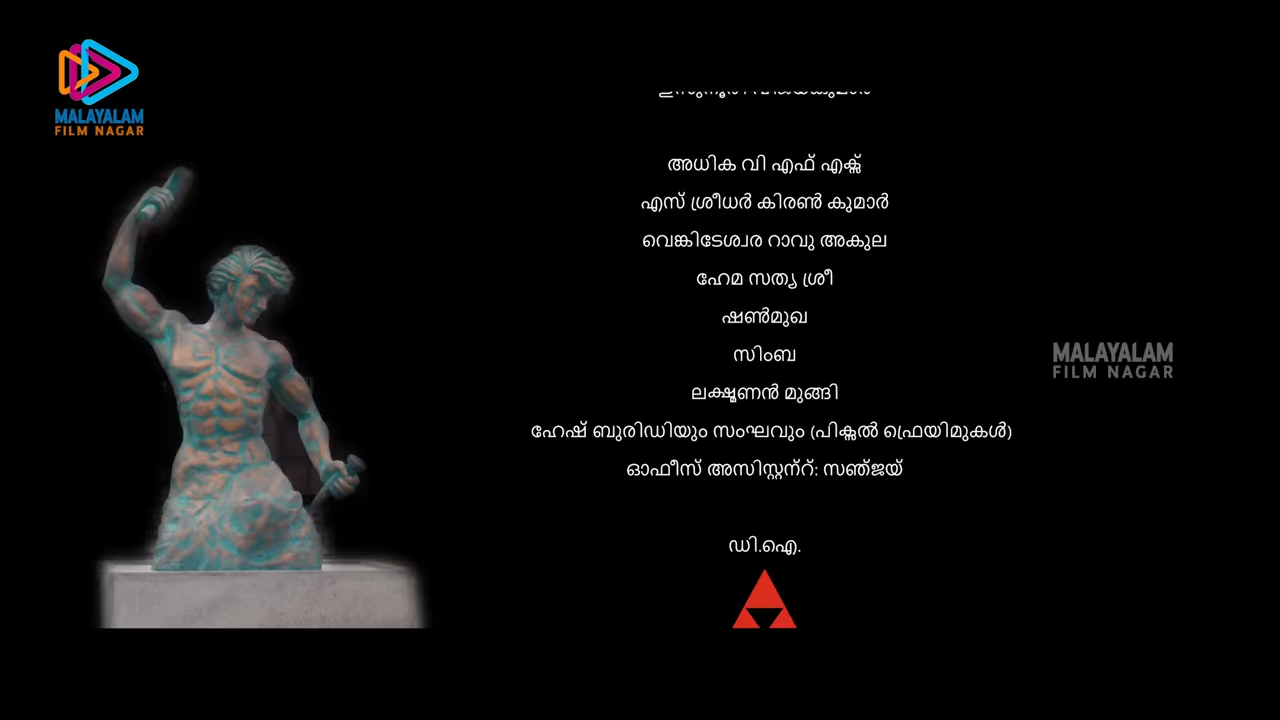 MALAYALAM
FILM NAGAR
അധിക വി എഫ് എക്സ്
എസ് ശ്രീധർ കിരൺ കുമാർ
വെങ്കിടേശ്വര റാവു അകുല
ഹേമ സത്യ ശ്രീ
ഷൺമുഖ
സിംബ
ലക്ഷ്മണൻ മുങ്ങി
ഹേഷ് ബുരിഡിയും സംഘവും (പിക്സൽ ഫ്രെയിമുകൾ)
ഓഫീസ് അസിസ്റ്റന്റ്: സഞ്ജയ്
ഡി.ഐ.
MALAYALAM
FILM NAGAR